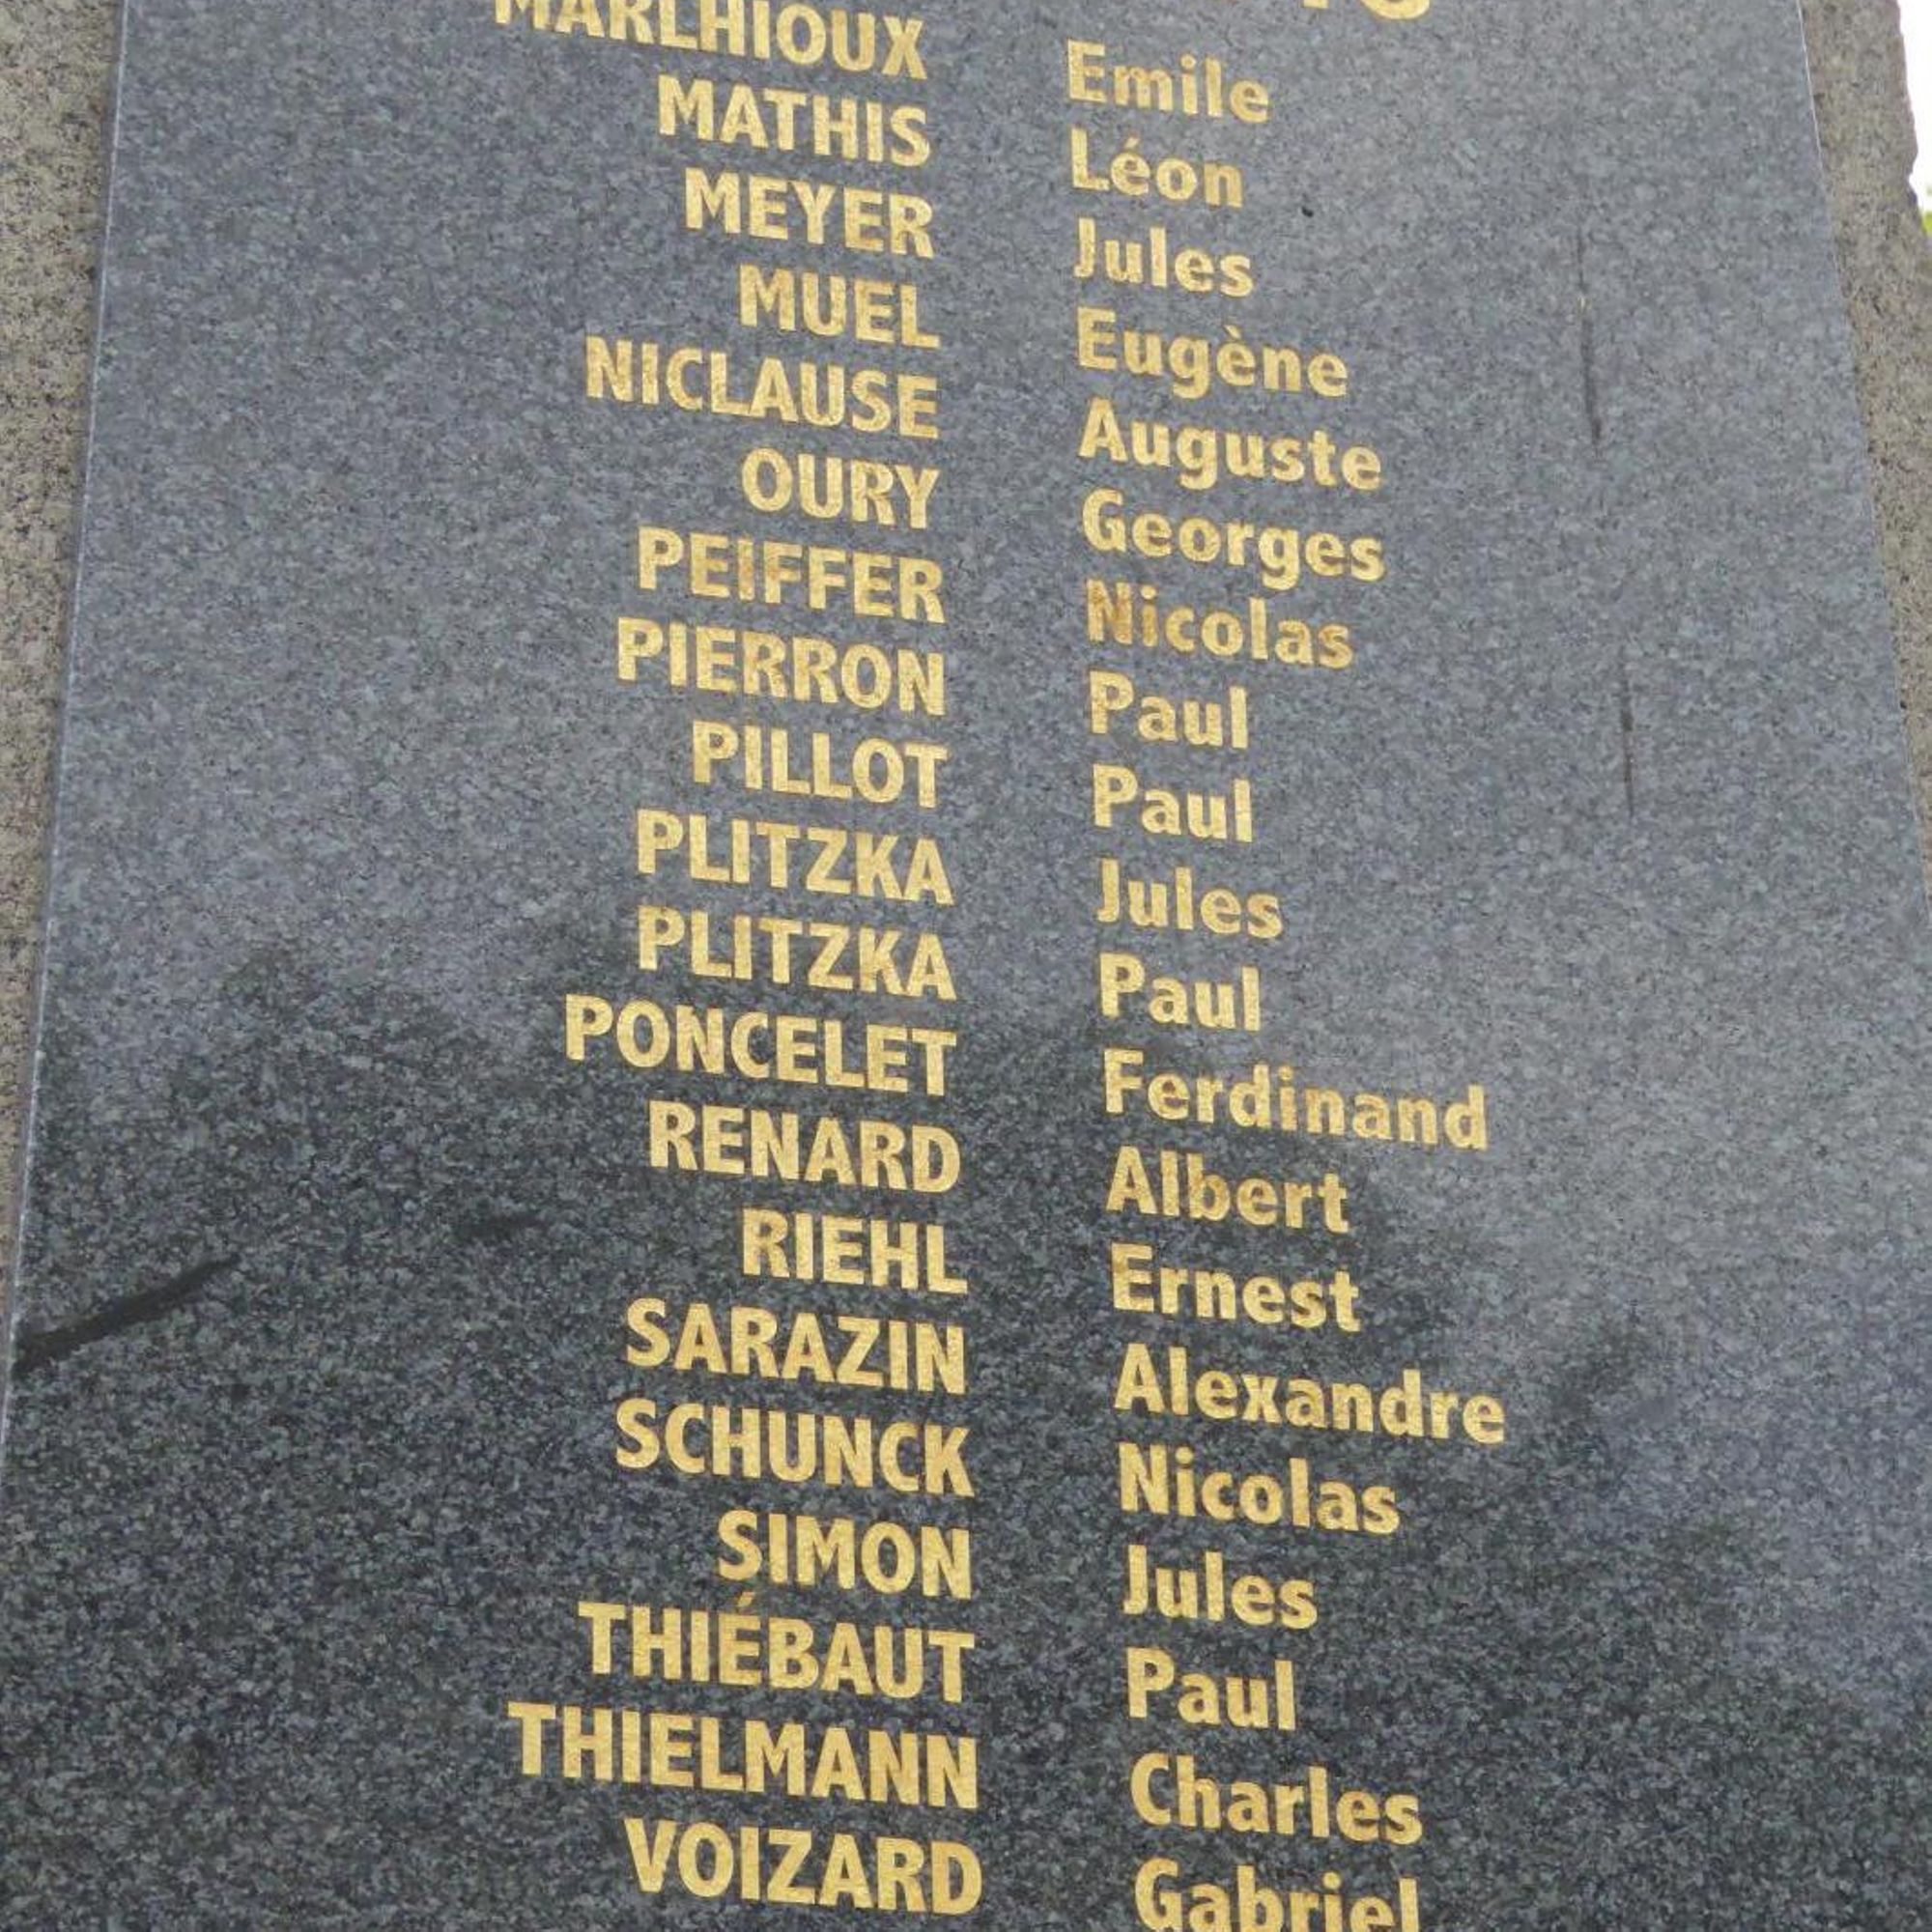 MARLHIOUX Emile
MATHIS Léon
MEYER Jules
MUEL Eugène
NICLAUSE Auguste
OURY Georges
PEIFFER Nicolas
PIERRON Paul
PILLOT Paul
PLITZKA Jules
PLITZKA Paul
PONCELET Ferdinand
RENARD Albert
RIEHL Ernest
SARAZIN Alexandre
SCHUNCK Nicolas
SIMON Jules
THIÉBAUT Paul
THIELMANN Charles
VOIZARD Gabriel